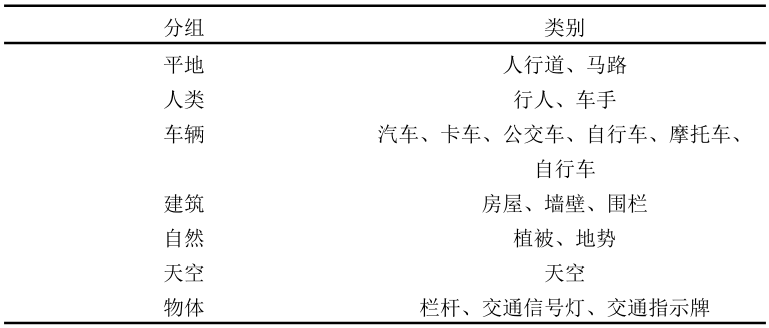 分组 类别
平地 人行道、马路
人类 行人、车手
车辆 汽车、卡车、公交车、自行车、摩托车、
自行车
建筑 房屋、墙壁、围栏
自然 植被、地势
天空 天空
物体 栏杆、交通信号灯、交通指示牌